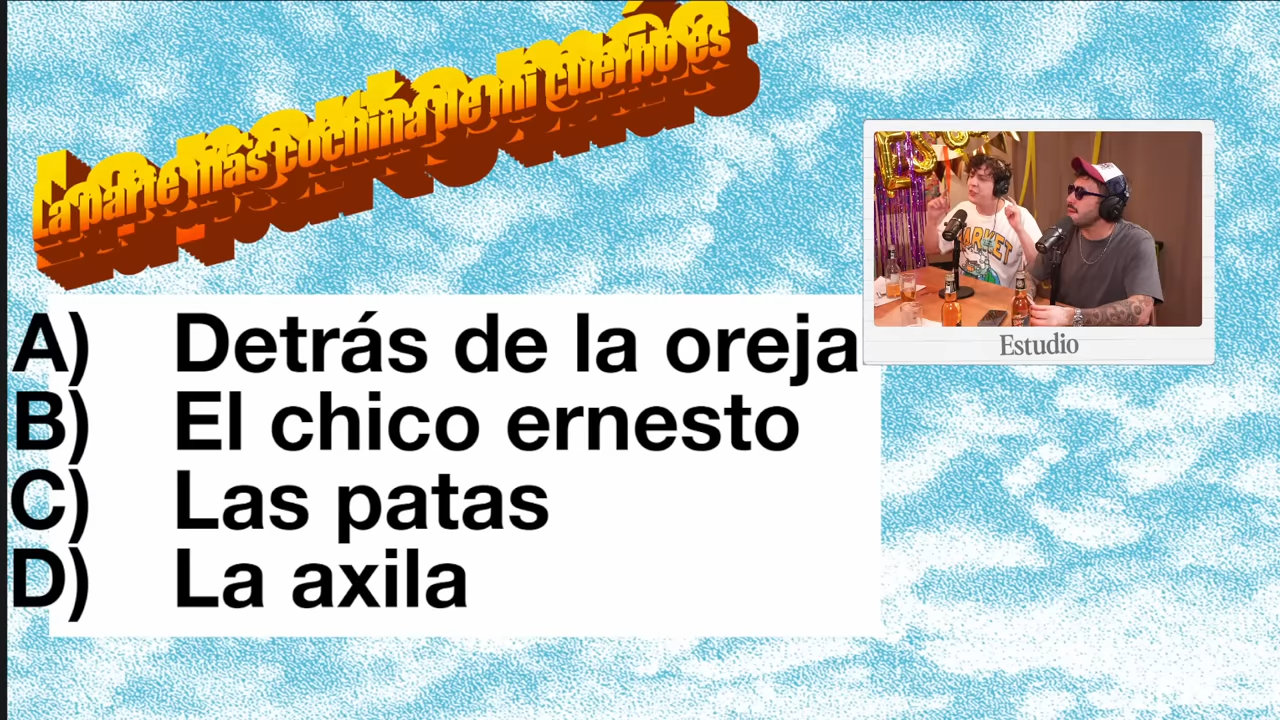 La parte más cochina de mi cuerpo es
A) Detrás de la oreja
B) El chico ernesto
C) Las patas
D) La axila
MARKET
Estudio